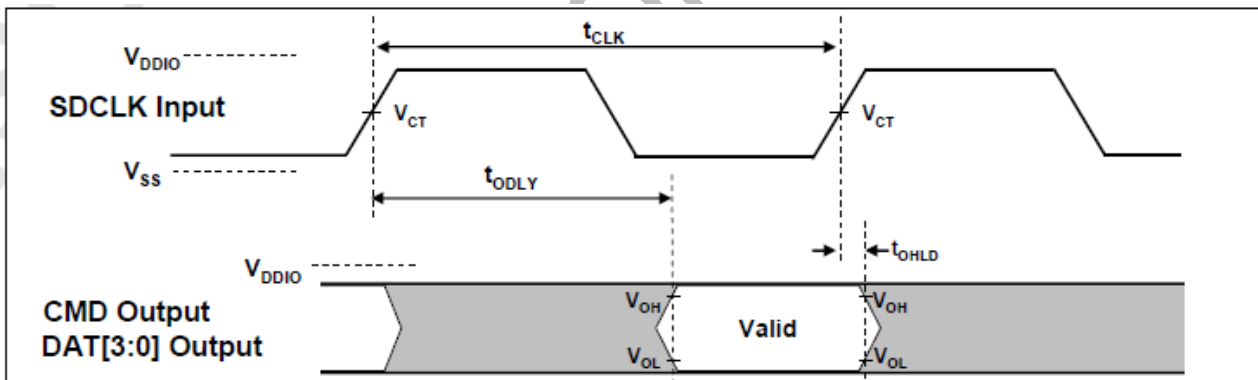 tCLK
VDDIO
SDCLK Input
VCT
VCT
VSS
tODLY
tOHLD
VDDIO
CMD Output
DAT[3:0] Output
VOH
Valid
VOH
VOL
VOL